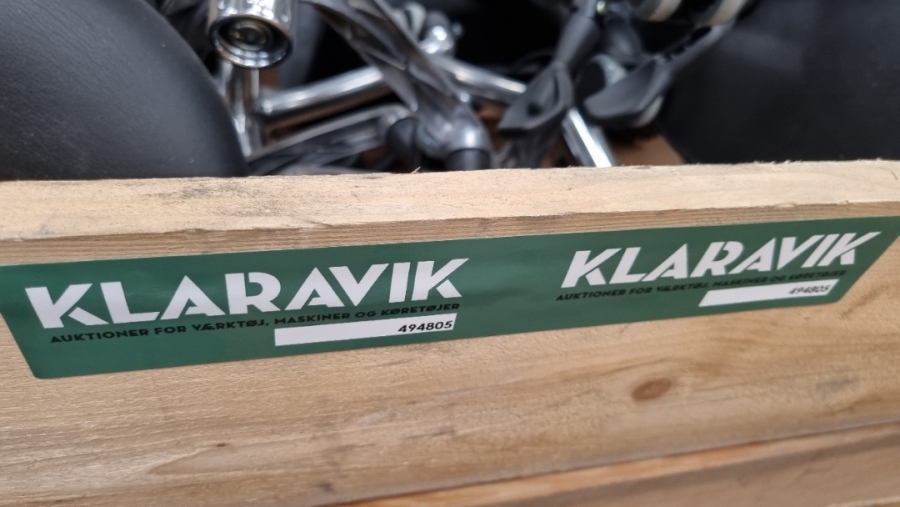 KLARAVIK
AUKTIONER FOR VÆRKTØJ, MASKINER OG KØRETØJER
494805
KLARAVIK
AUKTIONER FOR VÆRKTØJ, MASKINER OG KØRETØJER
494805